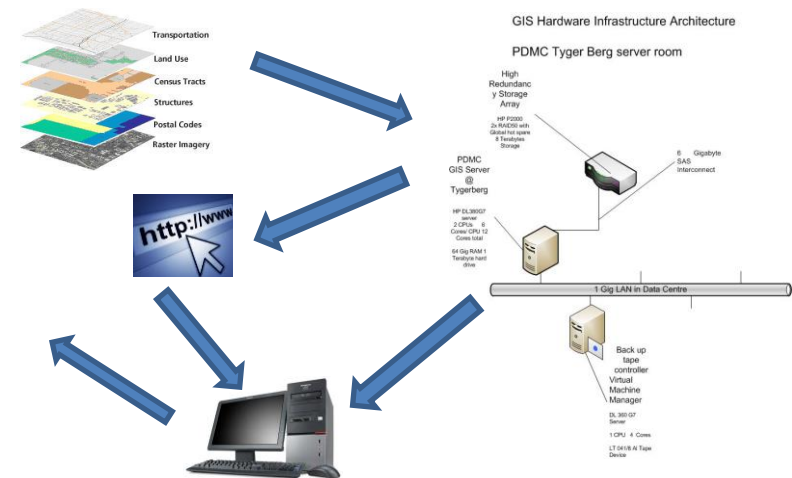 Transportation
Land Use
Census Tracts
Structures
Postal Codes
Raster Imagery
http://www
GIS Hardware Infrastructure Architecture
PDMC Tyger Berg server room
High
Redundanc
y Storage
Array
HP P2000
2x RAID50 with
Global hot spare
8 Terabytes
Storage
6 Gigabyte
SAS
Interconnect
PDMC
GIS Server
@
Tygerberg
HP DL380G7
server
2 CPUs 6
Cores/ CPU 12
Cores total
64 Gig RAM 1
Terabyte hard
drive
1 Gig LAN in Data Centre
Back up
tape
controller
Virtual
Machine
Manager
DL 360 G7
Server
1 CPU 4 Cores
LT 041/8 AI Tape
Device